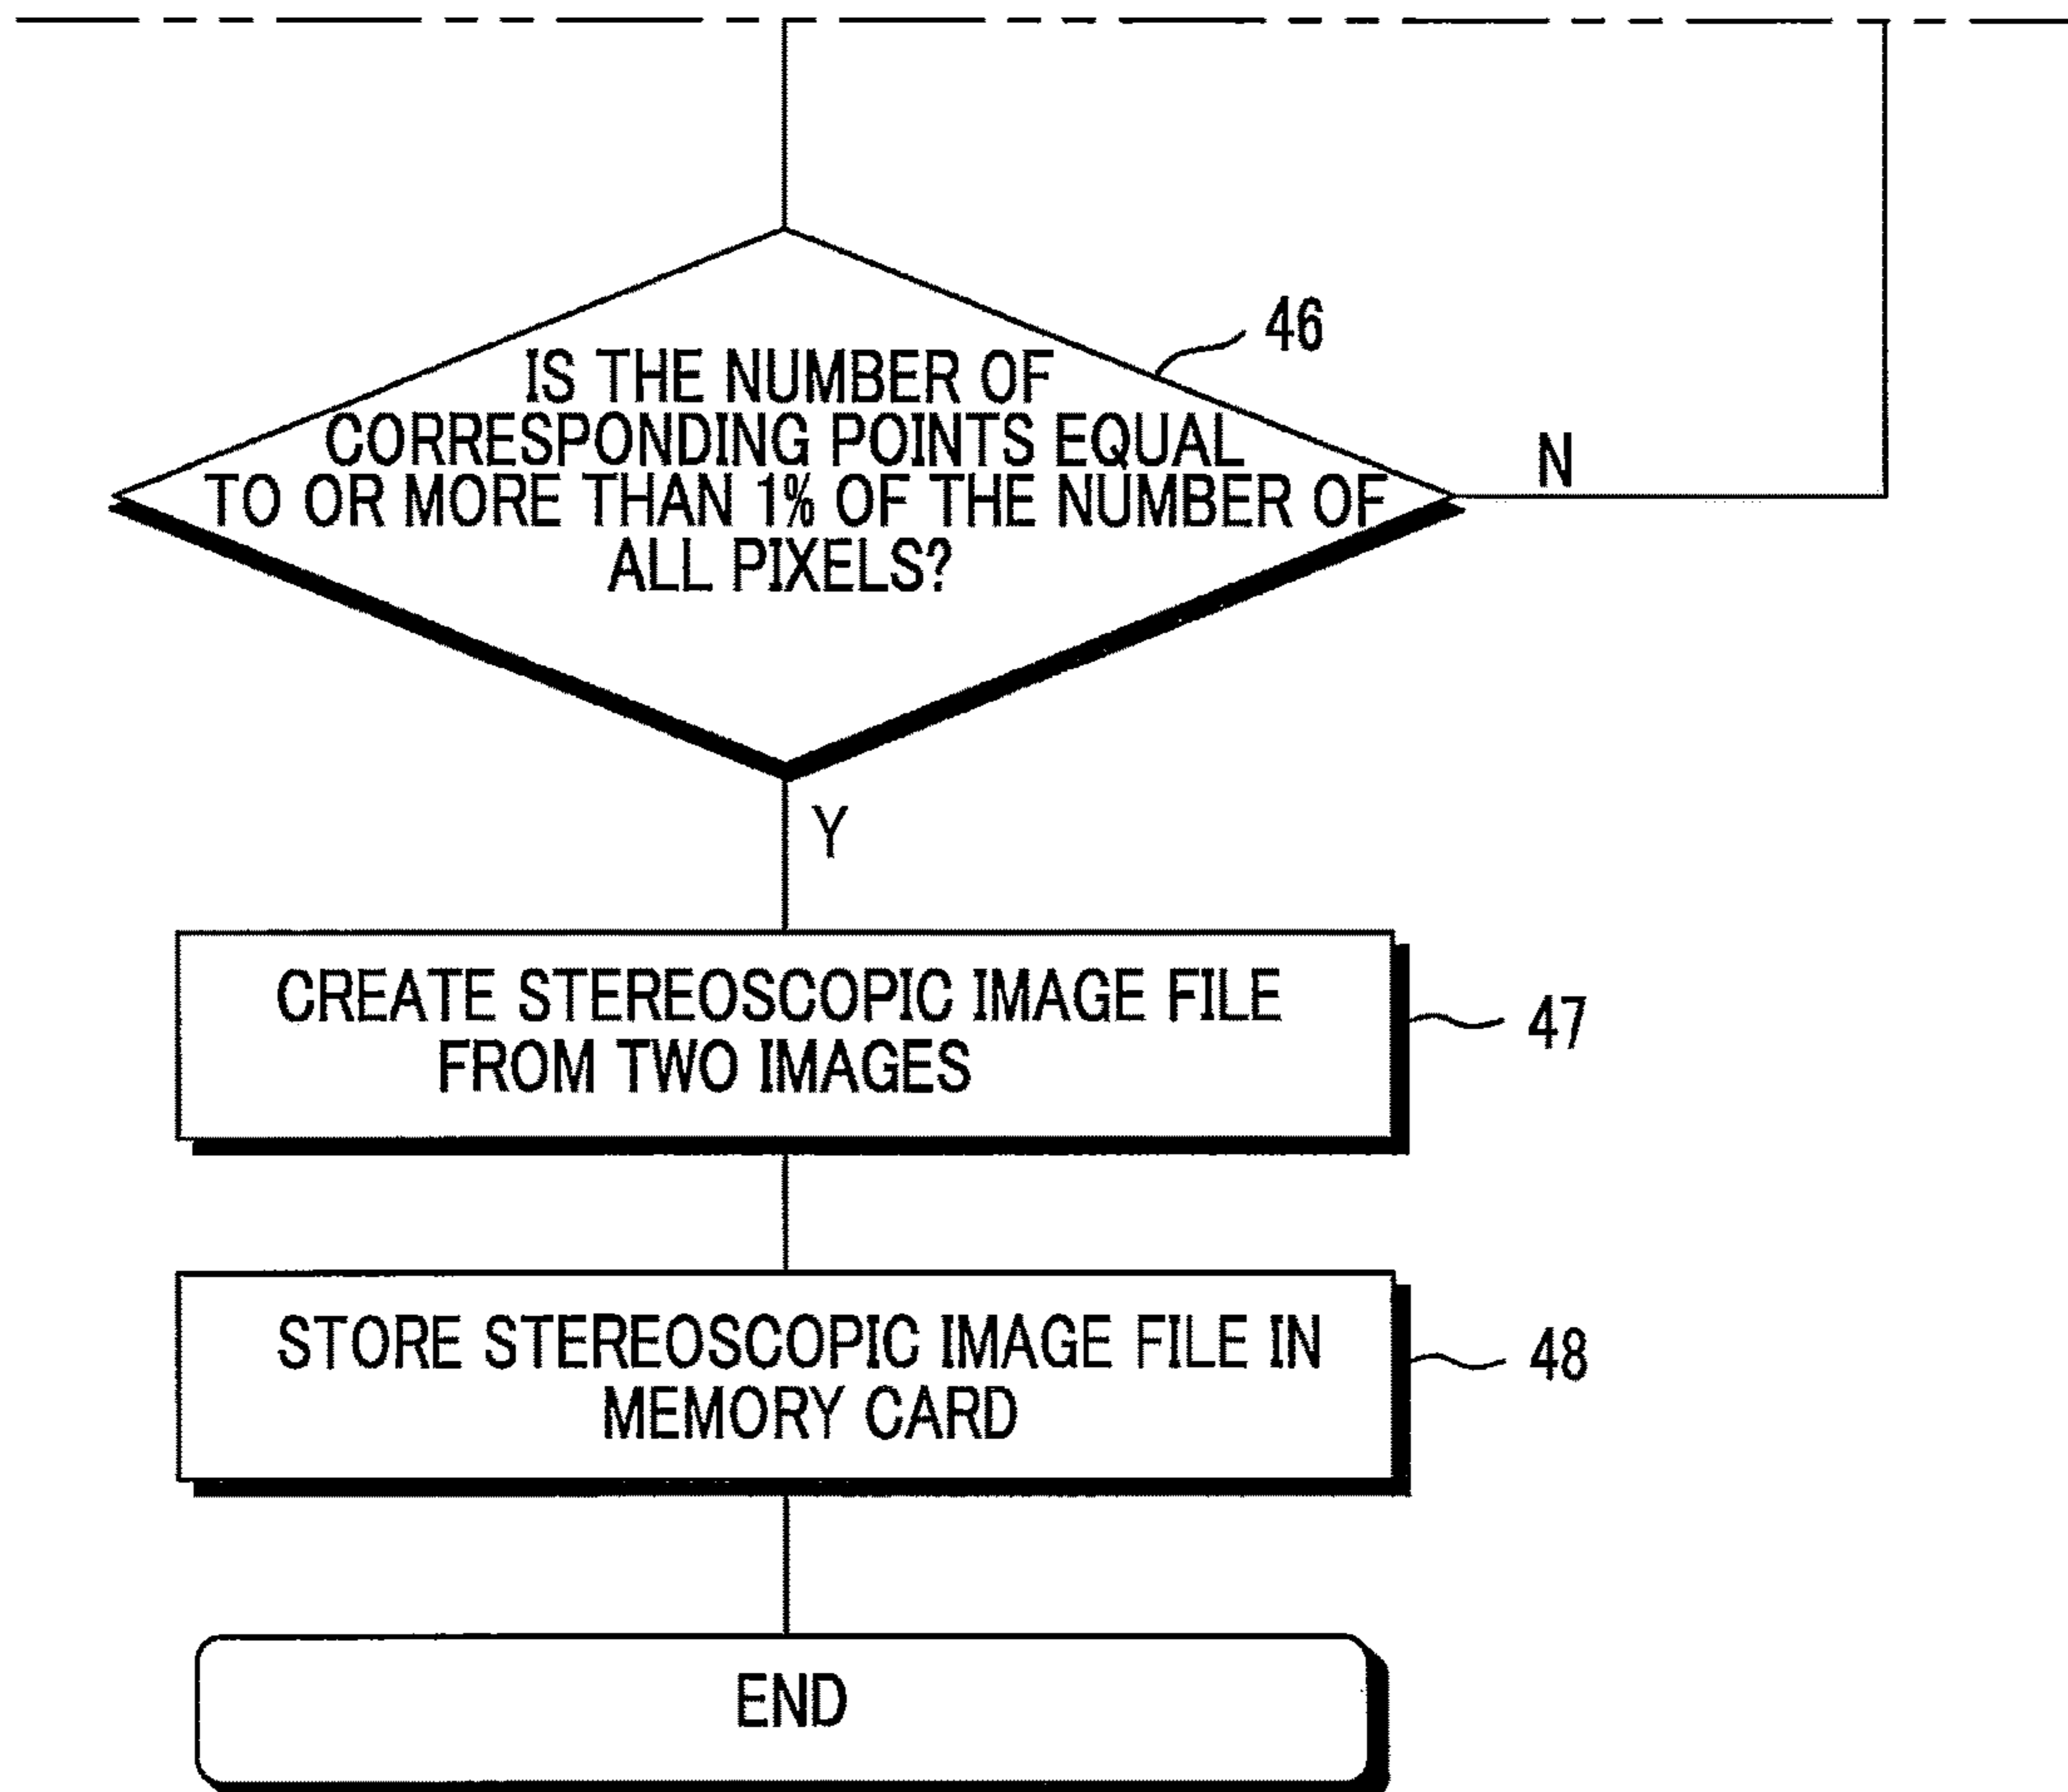 46
IS THE NUMBER OF
CORRESPONDING POINTS EQUAL
TO OR MORE THAN 1% OF THE NUMBER OF
ALL PIXELS?
N
Y
CREATE STEREOSCOPIC IMAGE FILE
FROM TWO IMAGES
47
STORE STEREOSCOPIC IMAGE FILE IN
MEMORY CARD
48
END